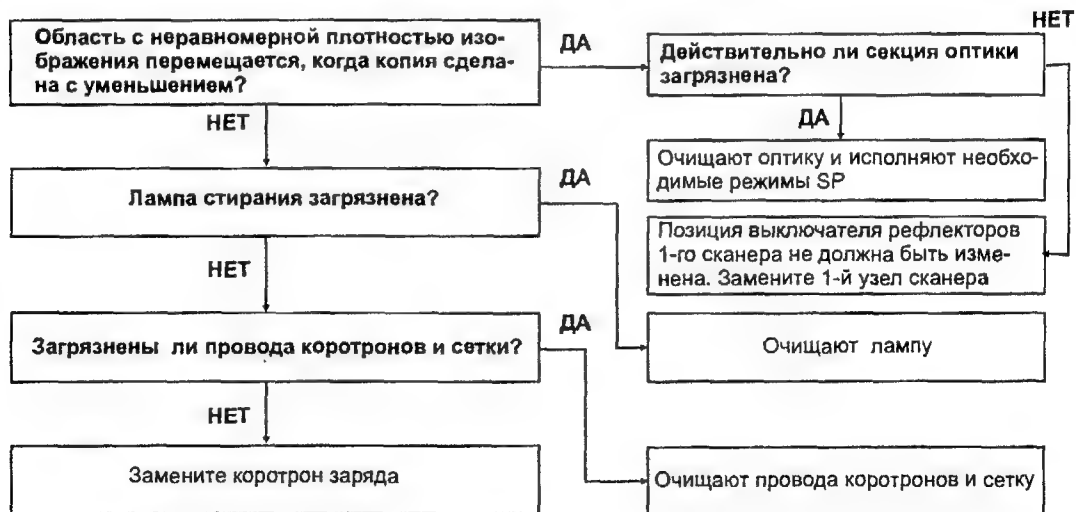 НЕТ
Область с неравномерной плотностью изо-
бражения перемещается, когда копия сдела-
на с уменьшением?
ДА
Действительно ли секция оптики
загрязнена?
НЕТ
ДА
Очищают оптику и исполняют необхо-
димые режимы SP
Лампа стирания загрязнена?
ДА
Позиция выключателя рефлекторов
1-го сканера не должна быть изме-
нена. Замените 1-й узел сканера
НЕТ
Загрязнены ли провода коротронов и сетки?
ДА
Очищают лампу
НЕТ
Замените коротрон заряда
Очищают провода коротронов и сетку